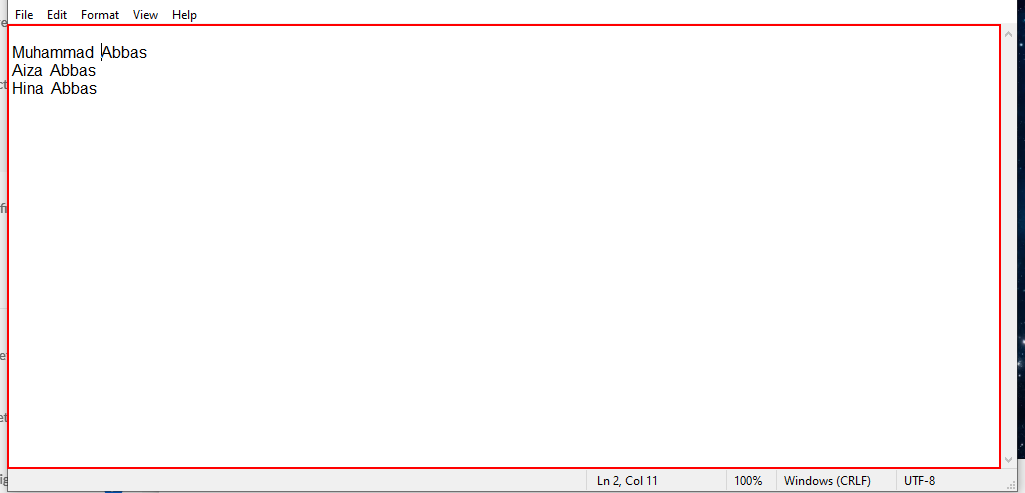 File Edit Format View Help
Muhammad Abbas
Aiza Abbas
Hina Abbas
Ln 2, Col 11 100% Windows (CRLF) UTF-8